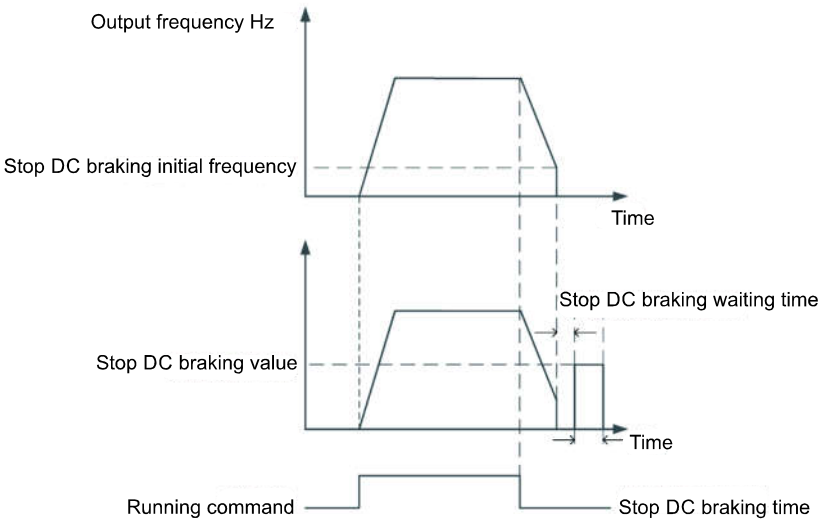 Output frequency Hz
Stop DC braking initial frequency
Time
Stop DC braking waiting time
Stop DC braking value
Time
Running command
Stop DC braking time